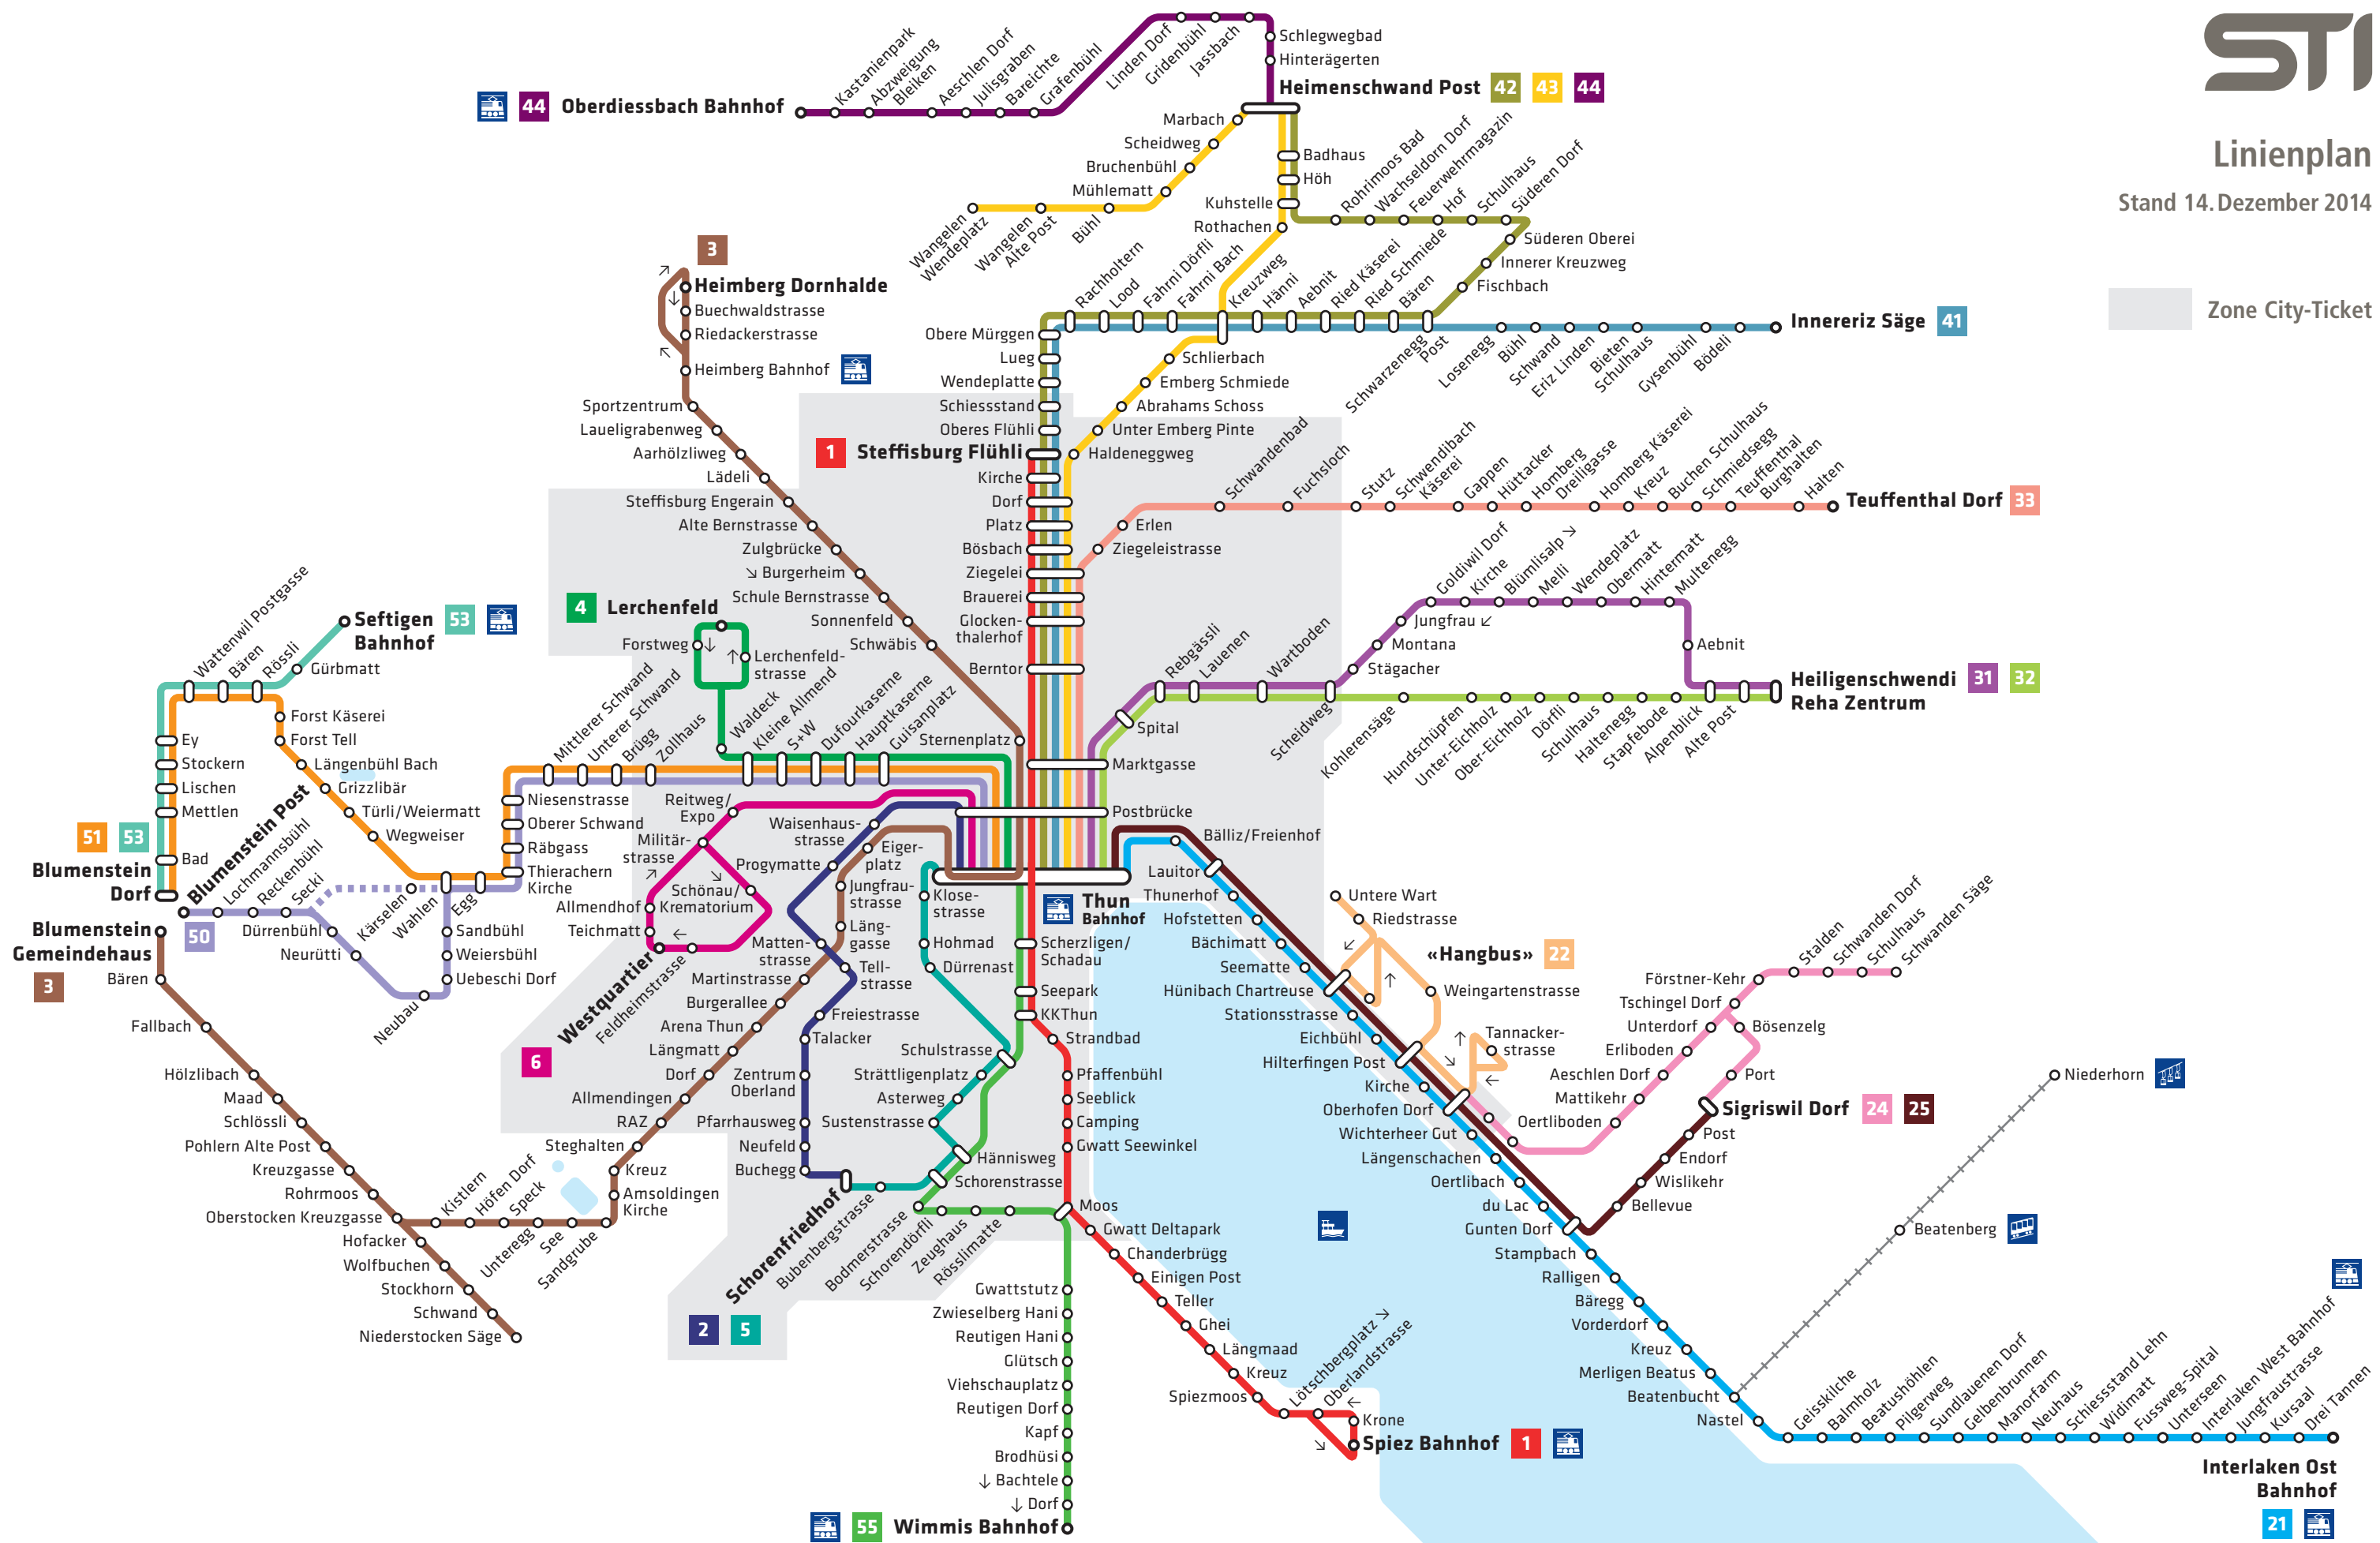 STI
Linienplan
Stand 14. Dezember 2014
Zone City-Ticket
44 Oberdiessbach Bahnhof
Kastanienpark
Abzweigung
Bleiken
Aeschlen Dorf
Julisgraben
Bareichte
Grafenbühl
Linden Dorf
Gridenbühl
Jassbach
Schlegwegbad
Hinterägerten
Heimenschwand Post 42 43 44
Marbach
Scheidweg
Bruchenbühl
Mühlematt
Bühl
Wangelen
Alte Post
Wangelen
Wendeplatz
Badhaus
Höh
Kuhstelle
Rothachen
Rohrimoos Bad
Wachseldorn Dorf
Feuerwehrmagazin
Hof
Schulhaus
Süderen Dorf
Süderen Oberei
Innerer Kreuzweg
Fischbach
Rachholtern
Lood
Fahrni Dörfli
Fahrni Bach
Kreuzweg
Hänni
Aebnit
Ried Käserei
Ried Schmiede
Bären
Schwarzenegg
Post
Losenegg
Bühl
Schwand
Eriz Linden
Bieten
Schulhaus
Gysenbühl
Bödeli
Innereriz Säge 41
3
Heimberg Dornhalde
Buechwaldstrasse
Riedackerstrasse
Heimberg Bahnhof
Sportzentrum
Laueligrabenweg
Aarhölzliweg
Lädeli
Steffisburg Engerain
Alte Bernstrasse
Zulgbrücke
↘ Burgerheim
Schule Bernstrasse
Sonnenfeld
Schwäbis
Sternenplatz
Obere Mürggen
Lueg
Wendeplatte
Schiessstand
Oberes Flühli
1 Steffisburg Flühli
Kirche
Dorf
Platz
Bösbach
Ziegelei
Brauerei
Glocken-
thalerhof
Berntor
Marktgasse
Postbrücke
Schlierbach
Emberg Schmiede
Abrahams Schoss
Unter Emberg Pinte
Haldeneggweg
Erlen
Ziegeleistrasse
Schwandenbad
Fuchsloch
Stutz
Schwendibach
Käserei
Gappen
Hüttacker
Homberg
Dreiligasse
Homberg Käserei
Kreuz
Buchen Schulhaus
Schmiedsegg
Teuffenthal
Burghalten
Halten
Teuffenthal Dorf 33
Spital
Rebgässli
Lauenen
Wartboden
Scheidweg
Stägacher
Montana
Jungfrau ↙
Goldiwil Dorf
Kirche
Blümlisalp ↘
Melli
Wendeplatz
Obermatt
Hintermatt
Multenegg
Aebnit
Kohlerensäge
Hundschüpfen
Unter-Eichholz
Ober-Eichholz
Dörfli
Schulhaus
Haltenegg
Stapfebode
Alpenblick
Alte Post
Heiligenschwendi 31 32
Reha Zentrum
4 Lerchenfeld
Forstweg
Lerchenfeld-
strasse
Waldeck
Kleine Allmend
S+W
Dufourkaserne
Hauptkaserne
Guisanplatz
Mittlerer Schwand
Unterer Schwand
Brügg
Zollhaus
Niesenstrasse
Oberer Schwand
Räbgass
Thierachern
Kirche
Seftigen 53
Bahnhof
Gürbmatt
Wattenwil Postgasse
Bären
Rössli
Ey
Stockern
Lischen
Mettlen
Bad
51 53
Blumenstein
Dorf
Forst Käserei
Forst Tell
Längenbühl Bach
Grizzlibär
Türli/Weiermatt
Wegweiser
Blumenstein Post
50
Lochmannsbühl
Reckenbühl
Secki
Dürrenbühl
Neurütti
Kärselen
Wahlen
Egg
Sandbühl
Weiersbühl
Uebeschi Dorf
Neubau
Blumenstein
Gemeindehaus
3
Bären
Fallbach
Hölzlibach
Maad
Schlössli
Pohlern Alte Post
Kreuzgasse
Rohrmoos
Oberstocken Kreuzgasse
Hofacker
Wolfbuchen
Stockhorn
Schwand
Niederstocken Säge
Kistlern
Höfen Dorf
Speck
Unteregg
See
Sandgrube
Amsoldingen
Kirche
Kreuz
Steghalten
RAZ
Allmendingen
Dorf
Längmatt
Arena Thun
Burgerallee
Martinstrasse
Läng-
gasse
Jungfrau-
strasse
Eiger-
platz
Reitweg/
Expo
Militär-
strasse
Schönau/
Krematorium
Allmendhof
Teichmatt
Westquartier
6
Feldheimstrasse
Waisenhaus-
strasse
Progymatte
Matten-
strasse
Tell-
strasse
Freiestrasse
Talacker
Zentrum
Oberland
Pfarrhausweg
Neufeld
Buchegg
Schorenfriedhof
2 5
Bubenbergstrasse
Klose-
strasse
Hohmad
Dürrenast
Schulstrasse
Strättligenplatz
Asterweg
Sustenstrasse
Hännisweg
Schorenstrasse
Bodmerstrasse
Schorendörfli
Zeughaus
Rösslimatte
Thun
Bahnhof
Scherzligen/
Schadau
Seepark
KKThun
Strandbad
Pfaffenbühl
Seeblick
Camping
Gwatt Seewinkel
Moos
Gwatt Deltapark
Chanderbrügg
Einigen Post
Teller
Ghei
Längmaad
Kreuz
Spiezmoos
Lötschbergplatz ↘
Oberlandstrasse
Krone
Spiez Bahnhof 1
Gwattstutz
Zwieselberg Hani
Reutigen Hani
Glütsch
Viehschauplatz
Reutigen Dorf
Kapf
Brodhüsi
↓ Bachtele
↓ Dorf
55 Wimmis Bahnhof
Bälliz/Freienhof
Lauitor
Thunerhof
Hofstetten
Bächimatt
Seematte
Hünibach Chartreuse
Stationsstrasse
Eichbühl
Hilterfingen Post
Kirche
Oberhofen Dorf
Wichterheer Gut
Längenschachen
Oertlibach
du Lac
Gunten Dorf
Stampbach
Ralligen
Bäregg
Vorderdorf
Kreuz
Merligen Beatus
Beatenbucht
Nastel
Untere Wart
Riedstrasse
«Hangbus» 22
Weingartenstrasse
Tannacker-
strasse
Oertliboden
Mattikehr
Aeschlen Dorf
Erliboden
Unterdorf
Tschingel Dorf
Förstner-Kehr
Stalden
Schwanden Dorf
Schulhaus
Schwanden Säge
Bösenzelg
Port
Sigriswil Dorf 24 25
Post
Endorf
Wislikehr
Bellevue
Niederhorn
Beatenberg
Geisskilche
Balmholz
Beatushöhlen
Pilgerweg
Sundlauenen Dorf
Gelbenbrunnen
Manorfarm
Neuhaus
Schiessstand Lehn
Widimatt
Fussweg-Spital
Unterseen
Interlaken West Bahnhof
Jungfraustrasse
Kursaal
Drei Tannen
Interlaken Ost
Bahnhof
21